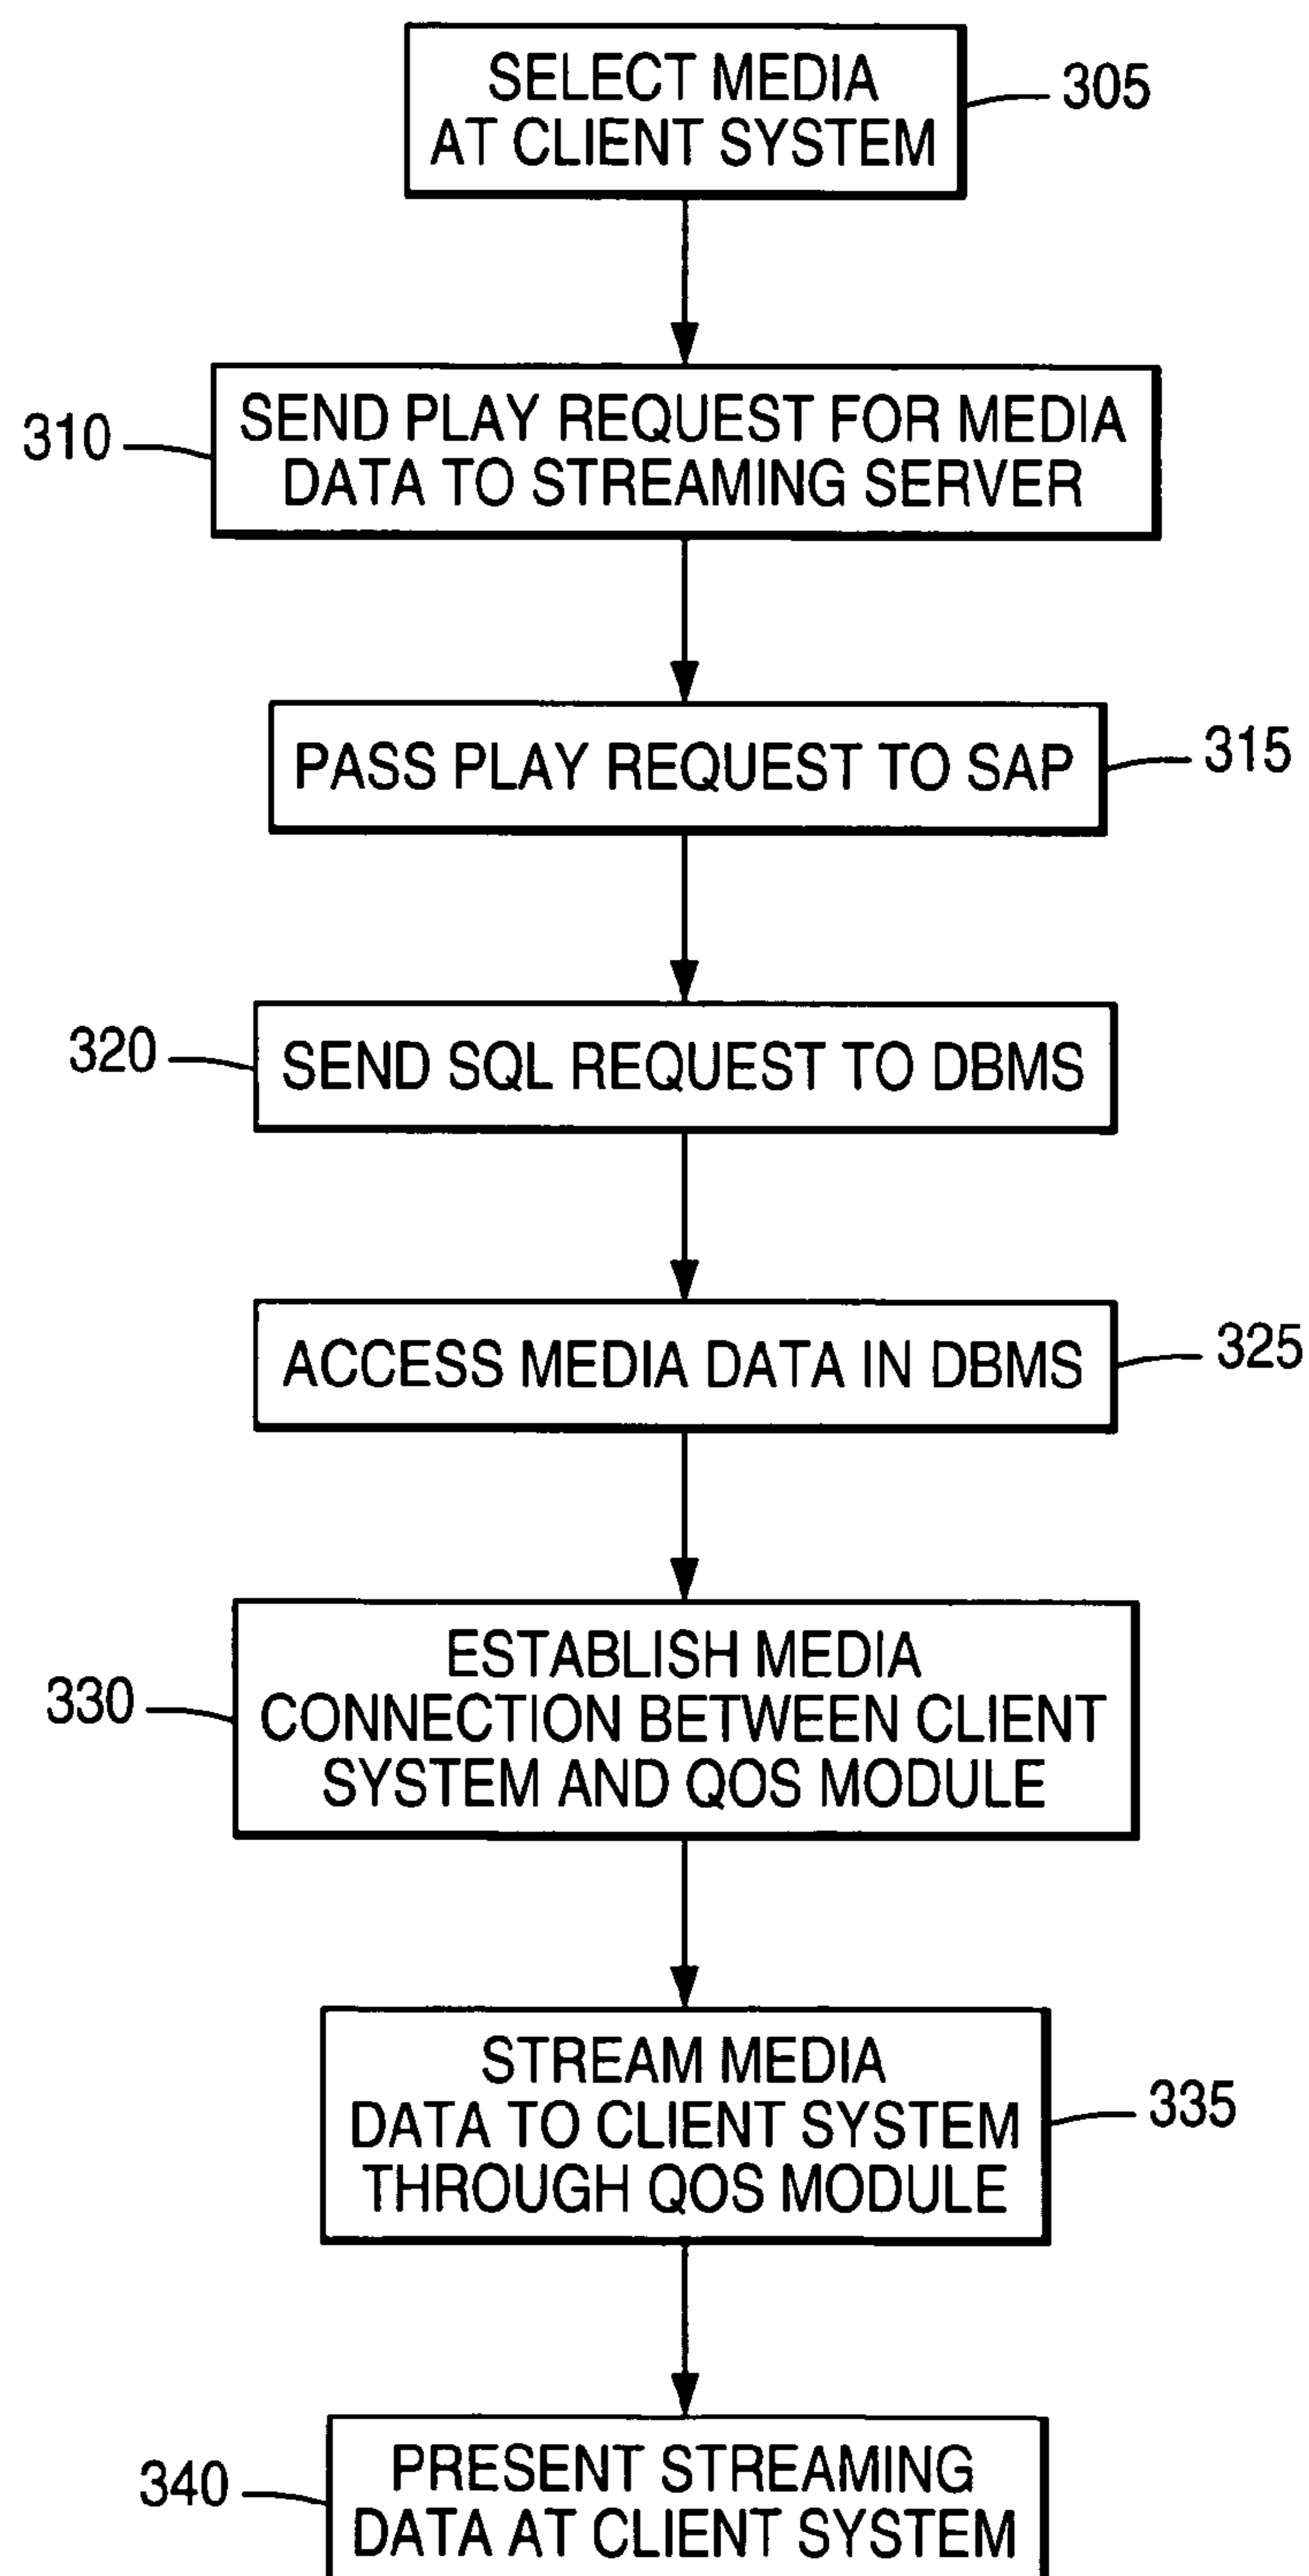 SELECT MEDIA
AT CLIENT SYSTEM
305
310
SEND PLAY REQUEST FOR MEDIA
DATA TO STREAMING SERVER
PASS PLAY REQUEST TO SAP
315
320
SEND SQL REQUEST TO DBMS
ACCESS MEDIA DATA IN DBMS
325
330
ESTABLISH MEDIA
CONNECTION BETWEEN CLIENT
SYSTEM AND QOS MODULE
STREAM MEDIA
DATA TO CLIENT SYSTEM
THROUGH QOS MODULE
335
340
PRESENT STREAMING
DATA AT CLIENT SYSTEM